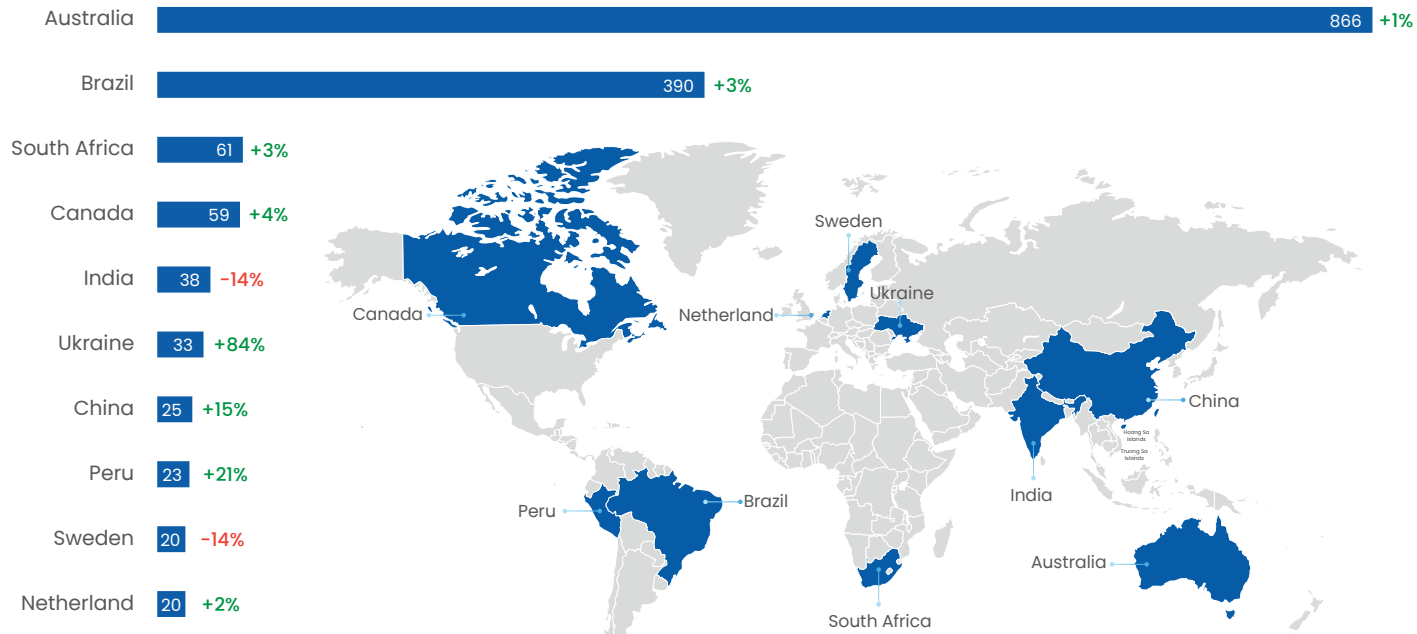 Australia 866 +1%
Brazil 390 +3%
South Africa 61 +3%
Canada 59 +4%
India 38 -14%
Ukraine 33 +84%
China 25 +15%
Peru 23 +21%
Sweden 20 -14%
Netherland 20 +2%
Sweden
Ukraine
Canada
Netherland
China
Hoang Sa
Islands
Truong Sa
Islands
India
Brazil
Peru
Australia
South Africa